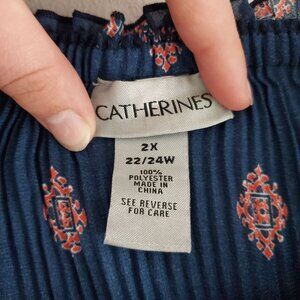 CATHERINES
2X
22/24W
100%
POLYESTER
MADE IN
CHINA
SEE REVERSE
FOR CARE